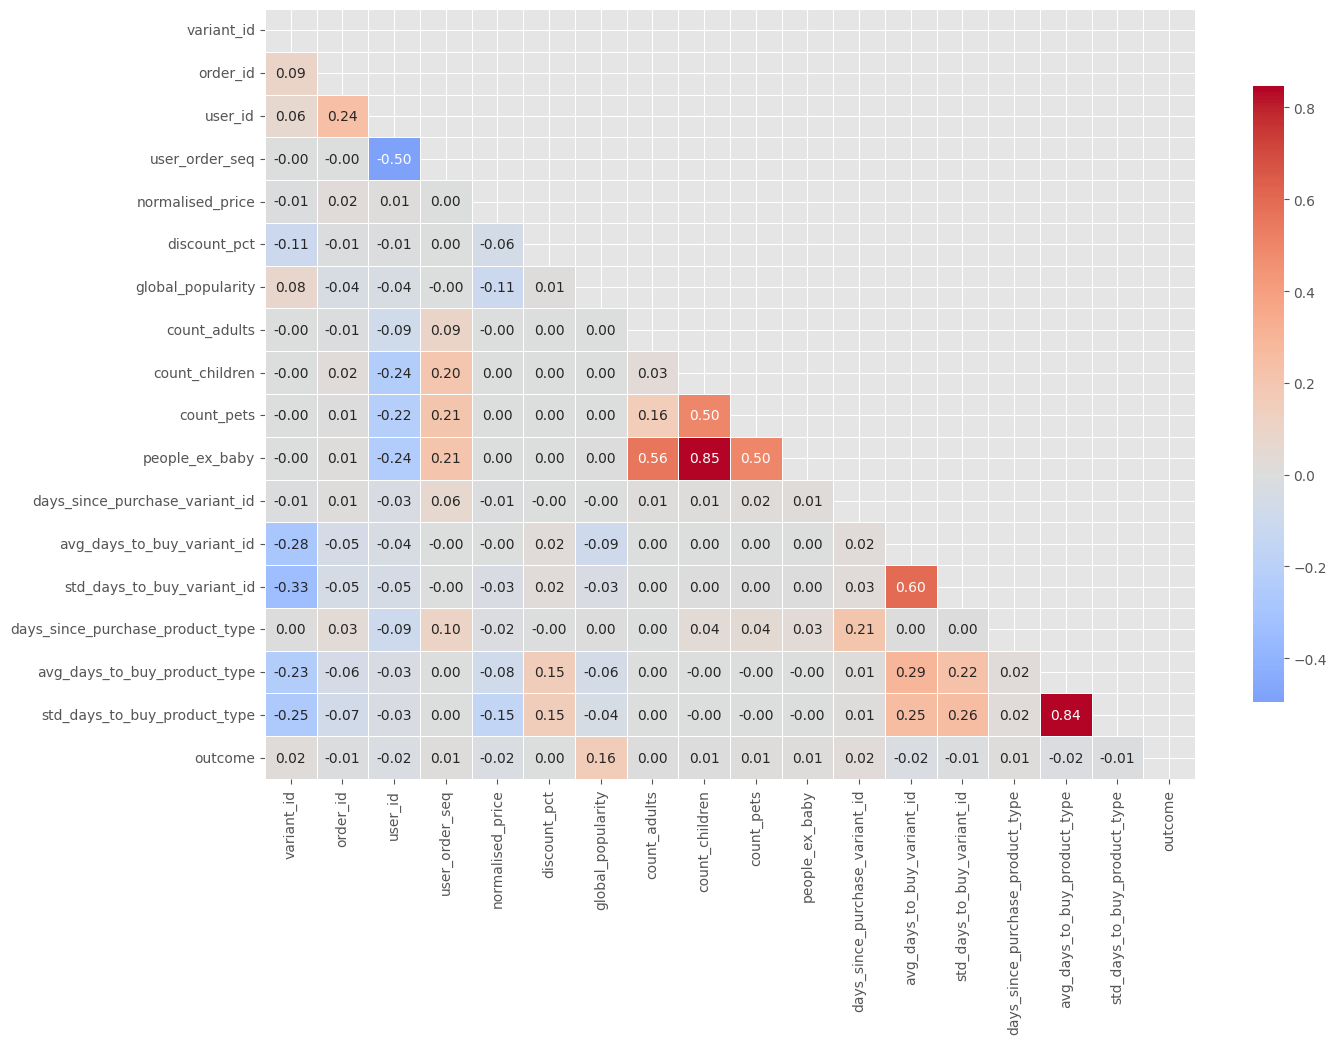 variant_id
order_id 0.09
user_id 0.06 0.24
user_order_seq -0.00 -0.00 -0.50
normalised_price -0.01 0.02 0.01 0.00
discount_pct -0.11 -0.01 -0.01 0.00 -0.06
global_popularity 0.08 -0.04 -0.04 -0.00 -0.11 0.01
count_adults -0.00 -0.01 -0.09 0.09 -0.00 0.00 0.00
count_children -0.00 0.02 -0.24 0.20 0.00 0.00 0.00 0.03
count_pets -0.00 0.01 -0.22 0.21 0.00 0.00 0.00 0.16 0.50
people_ex_baby -0.00 0.01 -0.24 0.21 0.00 0.00 0.00 0.56 0.85 0.50
days_since_purchase_variant_id -0.01 0.01 -0.03 0.06 -0.01 -0.00 -0.00 0.01 0.01 0.02 0.01
avg_days_to_buy_variant_id -0.28 -0.05 -0.04 -0.00 -0.00 0.02 -0.09 0.00 0.00 0.00 0.00 0.02
std_days_to_buy_variant_id -0.33 -0.05 -0.05 -0.00 -0.03 0.02 -0.03 0.00 0.00 0.00 0.00 0.03 0.60
days_since_purchase_product_type 0.00 0.03 -0.09 0.10 -0.02 -0.00 0.00 0.00 0.04 0.04 0.03 0.21 0.00 0.00
avg_days_to_buy_product_type -0.23 -0.06 -0.03 0.00 -0.08 0.15 -0.06 0.00 -0.00 0.00 -0.00 0.01 0.29 0.22 0.02
std_days_to_buy_product_type -0.25 -0.07 -0.03 0.00 -0.15 0.15 -0.04 0.00 -0.00 -0.00 -0.00 0.01 0.25 0.26 0.02 0.84
outcome 0.02 -0.01 -0.02 0.01 -0.02 0.00 0.16 0.00 0.01 0.01 0.01 0.02 -0.02 -0.01 0.01 -0.02 -0.01
variant_id
order_id
user_id
user_order_seq
normalised_price
discount_pct
global_popularity
count_adults
count_children
count_pets
people_ex_baby
days_since_purchase_variant_id
avg_days_to_buy_variant_id
std_days_to_buy_variant_id
days_since_purchase_product_type
avg_days_to_buy_product_type
std_days_to_buy_product_type
outcome
0.8
0.6
0.4
0.2
0.0
−0.2
−0.4